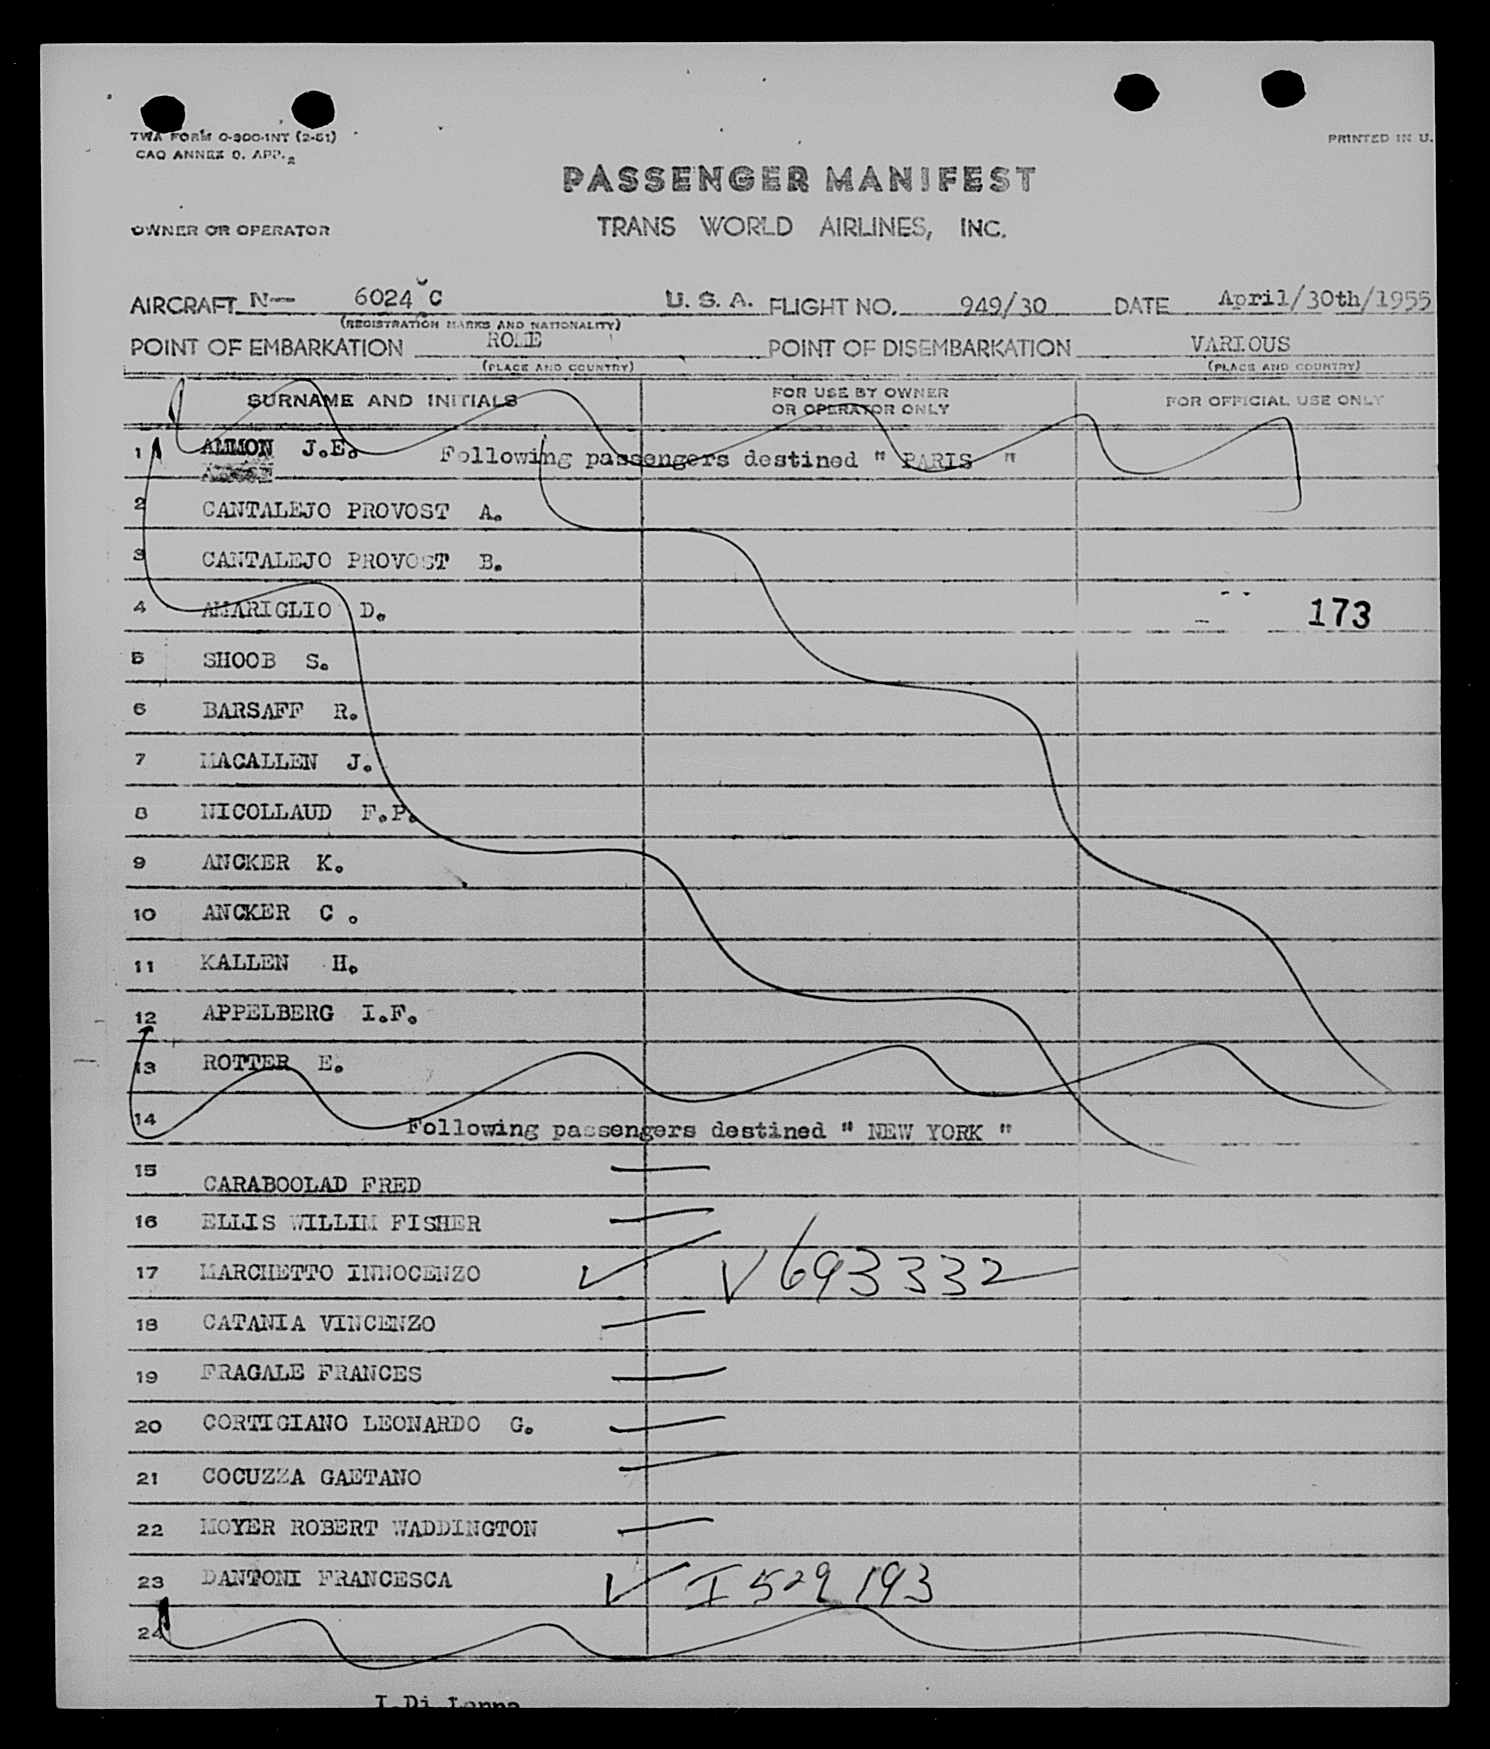 TWA FORM O-900-INT (2-51)
CAO ANNEX 9. APP. 2
PRINTED IN U.
PASSENGER MANIFEST
OWNER OR OPERATOR
TRANS WORLD AIRLINES, INC.
AIRCRAFT N— 6024 C U. S. A. FLIGHT NO. 949/30 DATE April/30th/1955
(REGISTRATION MARKS AND NATIONALITY)
POINT OF EMBARKATION ROME POINT OF DISEMBARKATION VARIOUS
(PLACE AND COUNTRY) (PLACE AND COUNTRY)
SURNAME AND INITIALS FOR USE BY OWNER OR OPERATOR ONLY FOR OFFICIAL USE ONLY
1 J.E. Following passengers destined " PARIS "
2 CANTALEJO PROVOST A.
3 CANTALEJO PROVOST B.
4 AMARIGLIO D. 173
5 SHOOB S.
6 BARSAFF R.
7 MACALLEN J.
8 NICOLLAUD F.P.
9 ANCKER K.
10 ANCKER C .
11 KALLEN H.
12 APPELBERG I.F.
13 ROTTER E.
14 Following passengers destined " NEW YORK "
15 CARABOOLAD FRED
16 ELLIS WILLIM FISHER
17 MARCHETTO INNOCENZO V693332
18 CATANIA VINCENZO
19 FRAGALE FRANCES
20 CORTIGIANO LEONARDO G.
21 COCUZZA GAETANO
22 MOYER ROBERT WADDINGTON
23 DANTONI FRANCESCA I 529193
24